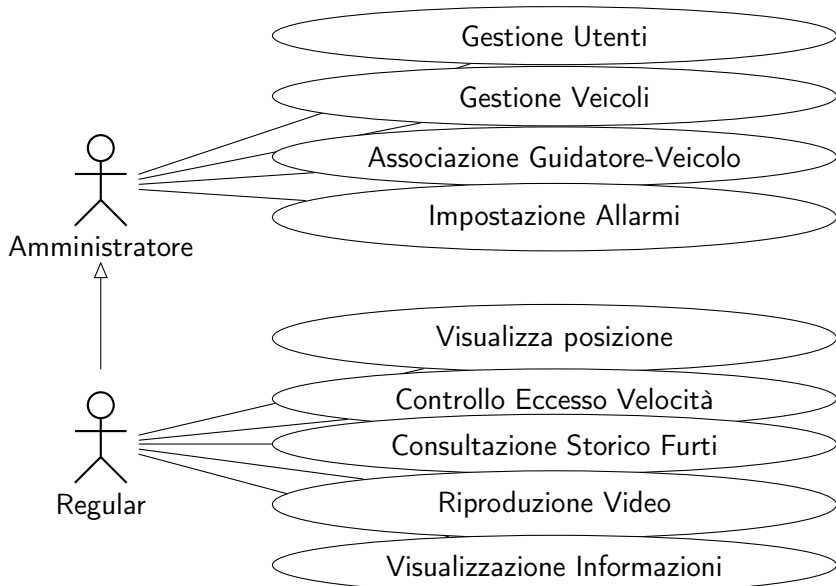 Gestione Utenti
Gestione Veicoli
Associazione Guidatore-Veicolo
Impostazione Allarmi
Amministratore
Visualizza posizione
Controllo Eccesso Velocità
Consultazione Storico Furti
Riproduzione Video
Visualizzazione Informazioni
Regular